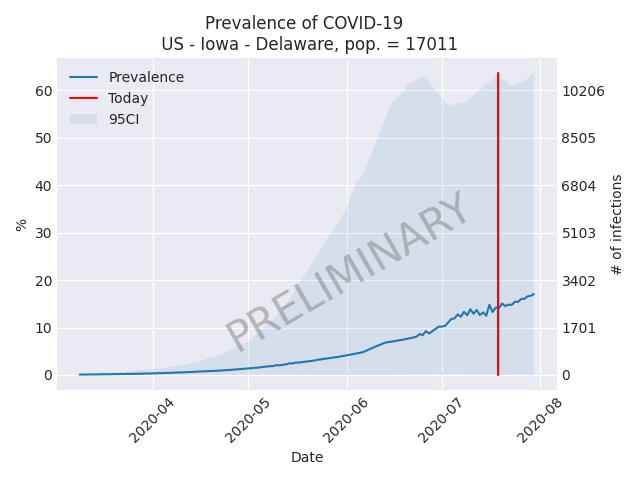 Prevalence of COVID-19
US - Iowa - Delaware, pop. = 17011
Prevalence
Today
95CI
60
50
40
30
20
10
0
%
10206
8505
6804
5103
3402
1701
0
# of infections
PRELIMINARY
2020-04
2020-05
2020-06
2020-07
2020-08
Date